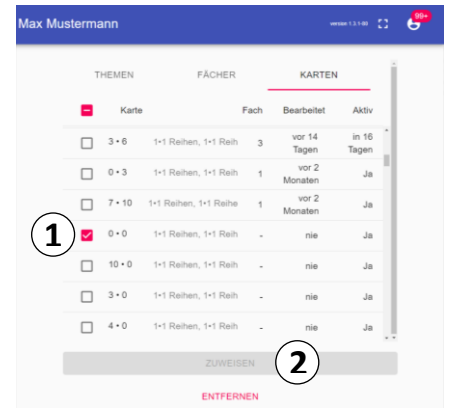 Max Mustermann version 1.3.1-88 99+
THEMEN FÄCHER KARTEN
Karte Fach Bearbeitet Aktiv
3 • 6 1•1 Reihen, 1•1 Reih 3 vor 14 Tagen in 16 Tagen
0 • 3 1•1 Reihen, 1•1 Reih 1 vor 2 Monaten Ja
7 • 10 1•1 Reihen, 1•1 Reihe 1 vor 2 Monaten Ja
1 0 • 0 1•1 Reihen, 1•1 Reih - nie Ja
10 • 0 1•1 Reihen, 1•1 Reih - nie Ja
3 • 0 1•1 Reihen, 1•1 Reih - nie Ja
4 • 0 1•1 Reihen, 1•1 Reih - nie Ja
ZUWEISEN 2
ENTFERNEN